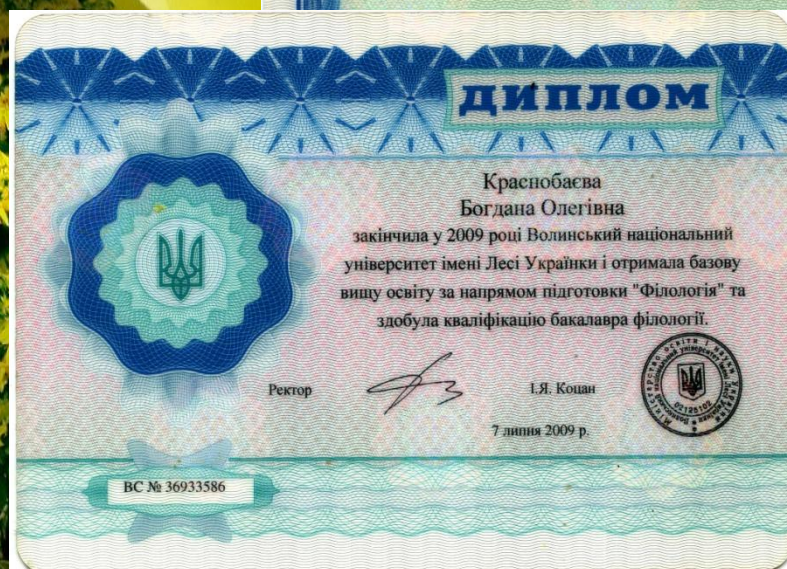 ДИПЛОМ
Краснобаєва
Богдана Олегівна
закінчила у 2009 році Волинський національний
університет імені Лесі Українки і отримала базову
вищу освіту за напрямом підготовки "Філологія" та
здобула кваліфікацію бакалавра філології.
Ректор
І.Я. Коцан
7 липня 2009 р.
ВС № 36933586
02125102